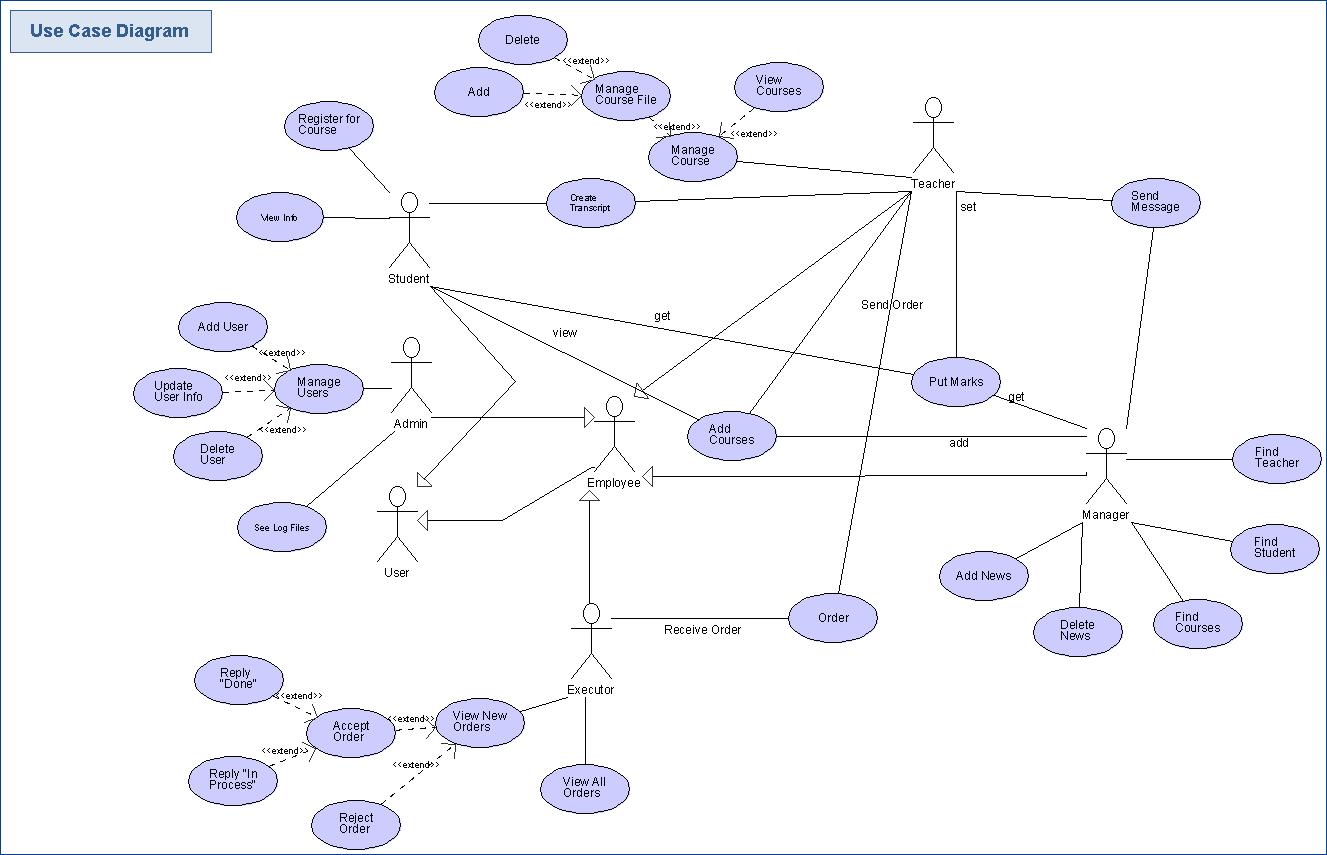 Use Case Diagram
Delete
<<extend>>
Add
<<extend>>
Manage
Course File
View
Courses
<<extend>>
<<extend>>
Manage
Course
Register for
Course
Teacher
View Info
Create
Transcript
Send
Message
set
Student
Send Order
get
view
Add User
<<extend>>
Update
User Info
<<extend>>
Manage
Users
Delete
User
<<extend>>
Admin
Put Marks
get
Add
Courses
add
Find
Teacher
Employee
See Log Files
User
Manager
Find
Student
Add News
Delete
News
Find
Courses
Order
Receive Order
Executor
Reply
"Done"
<<extend>>
Accept
Order
<<extend>>
View New
Orders
Reply "In
Process"
<<extend>>
<<extend>>
Reject
Order
View All
Orders